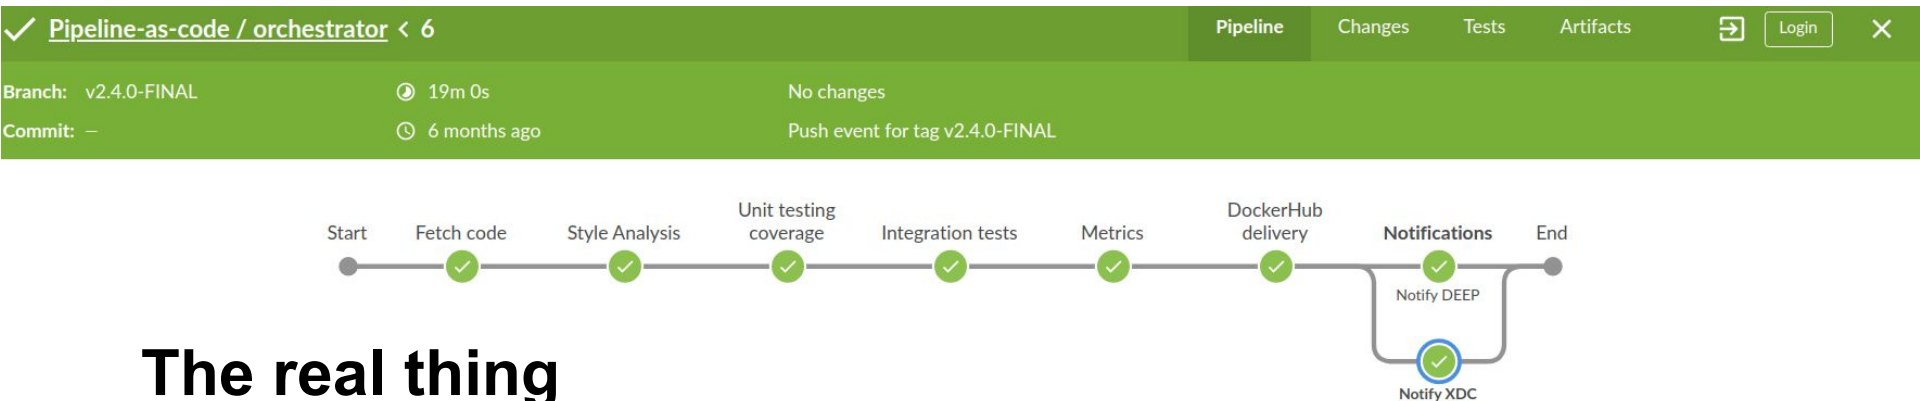 Pipeline-as-code / orchestrator < 6
Pipeline Changes Tests Artifacts Login
Branch: v2.4.0-FINAL 19m 0s No changes
Commit: – 6 months ago Push event for tag v2.4.0-FINAL
Start
Fetch code
Style Analysis
Unit testing
coverage
Integration tests
Metrics
DockerHub
delivery
Notifications
End
Notify DEEP
Notify XDC
The real thing